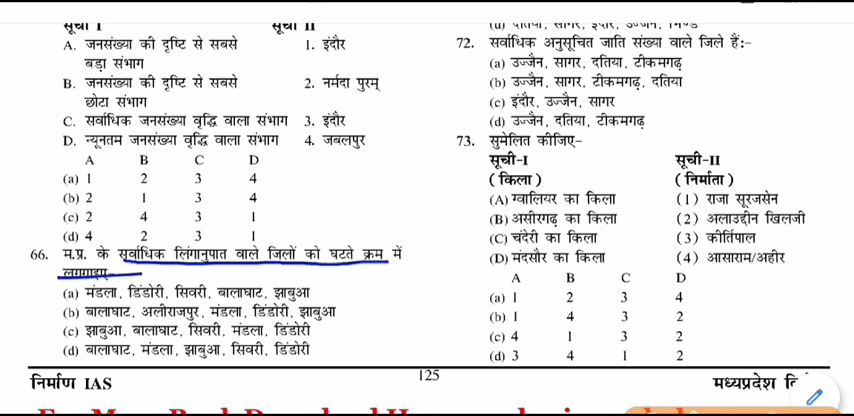 सूची I सूची II
A. जनसंख्या की दृष्टि से सबसे 1. इंदौर
बड़ा संभाग
B. जनसंख्या की दृष्टि से सबसे 2. नर्मदा पुरम्
छोटा संभाग
C. सर्वाधिक जनसंख्या वृद्धि वाला संभाग 3. इंदौर
D. न्यूनतम जनसंख्या वृद्धि वाला संभाग 4. जबलपुर
A B C D
(a) 1 2 3 4
(b) 2 1 3 4
(c) 2 4 3 1
(d) 4 2 3 1
66. म.प्र. के सर्वाधिक लिंगानुपात वाले जिलों को घटते क्रम में
लगाइए-
(a) मंडला, डिंडोरी, सिवरी, बालाघाट, झाबुआ
(b) बालाघाट, अलीराजपुर, मंडला, डिंडोरी, झाबुआ
(c) झाबुआ, बालाघाट, सिवरी, मंडला, डिंडोरी
(d) बालाघाट, मंडला, झाबुआ, सिवरी, डिंडोरी
72. सर्वाधिक अनुसूचित जाति संख्या वाले जिले हैं:-
(a) उज्जैन, सागर, दतिया, टीकमगढ़
(b) उज्जैन, सागर, टीकमगढ़, दतिया
(c) इंदौर, उज्जैन, सागर
(d) उज्जैन, दतिया, टीकमगढ़
73. सुमेलित कीजिए-
सूची-I सूची-II
(किला) (निर्माता)
(A) ग्वालियर का किला (1) राजा सूरजसेन
(B) असीरगढ़ का किला (2) अलाउद्दीन खिलजी
(C) चंदेरी का किला (3) कीर्तिपाल
(D) मंदसौर का किला (4) आसाराम/अहीर
A B C D
(a) 1 2 3 4
(b) 1 4 3 2
(c) 4 1 3 2
(d) 3 4 1 2
निर्माण IAS 125 मध्यप्रदेश